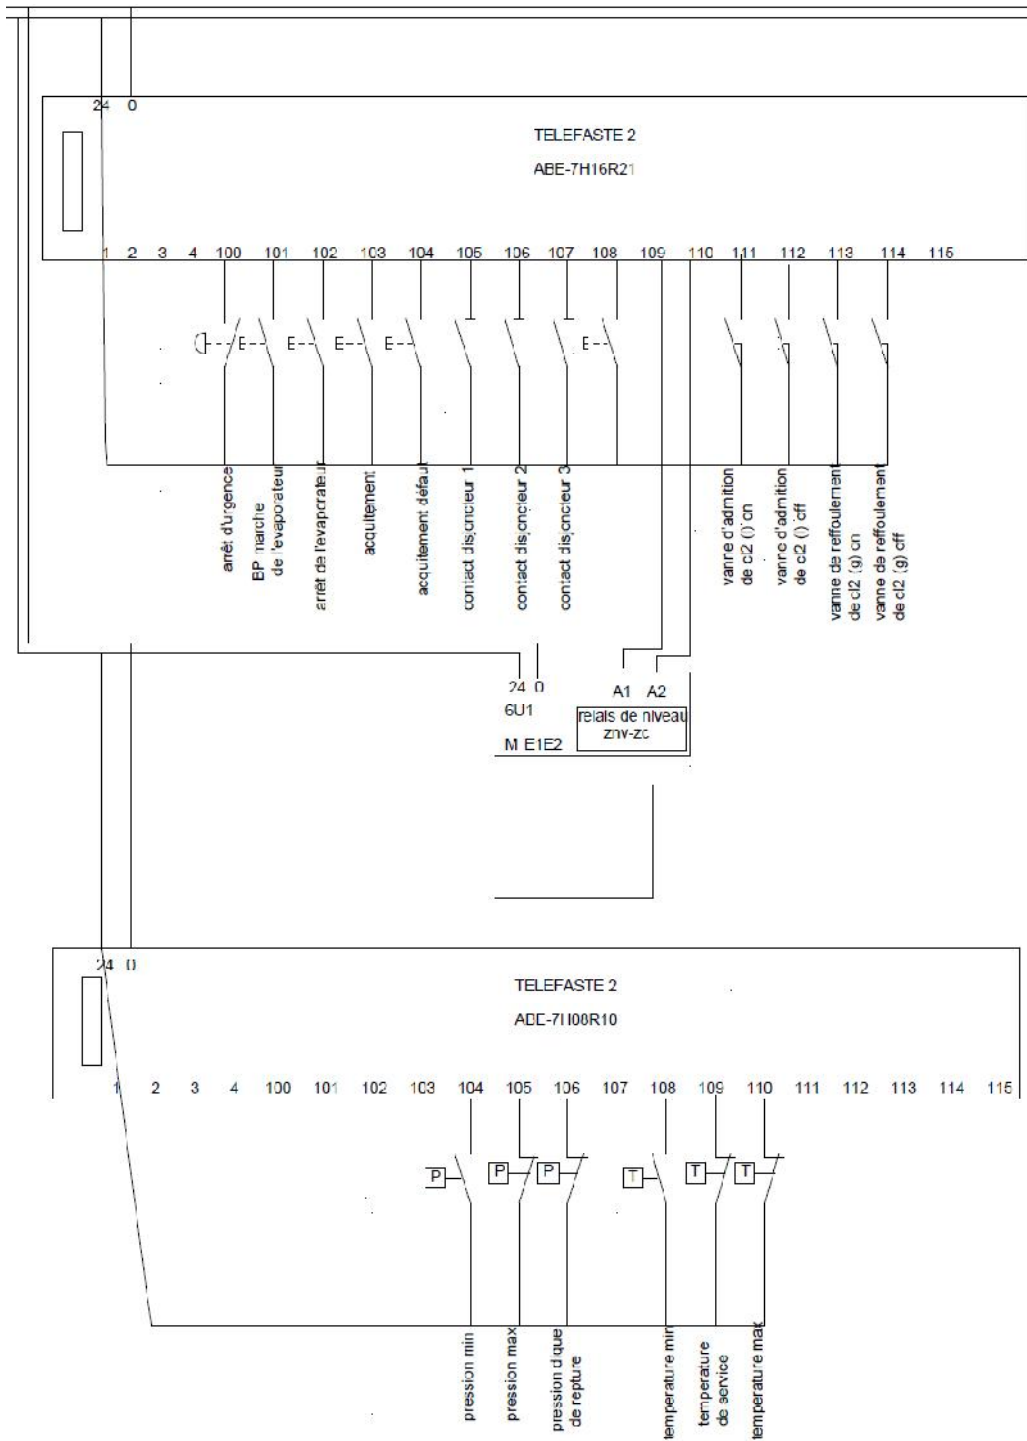 24 0
TELEFASTE 2
ABE-7H16R21
1 2 3 4 100 101 102 103 104 105 106 107 108 109 110 111 112 113 114 115
E E E E E
arrêt d'urgence
BP marche
de l'evaporateur
arrêt de l'evaporateur
acquitement
acquitement défaut
contact disjoncteur 1
contact disjoncteur 2
contact disjoncteur 3
vanne d'admition
de cl2 (l) on
vanne d'admition
de cl2 (l) off
vanne de reffoulement
de cl2 (g) on
vanne de reffoulement
de cl2 (g) off
24 0
6U1
M E1E2
A1 A2
relais de niveau
znv-zc
24 0
TELEFASTE 2
ABE-7H08R10
1 2 3 4 100 101 102 103 104 105 106 107 108 109 110 111 112 113 114 115
P P P T T T
pression min
pression max
pression dique
de repture
temperature min
temperature
de service
temperature max